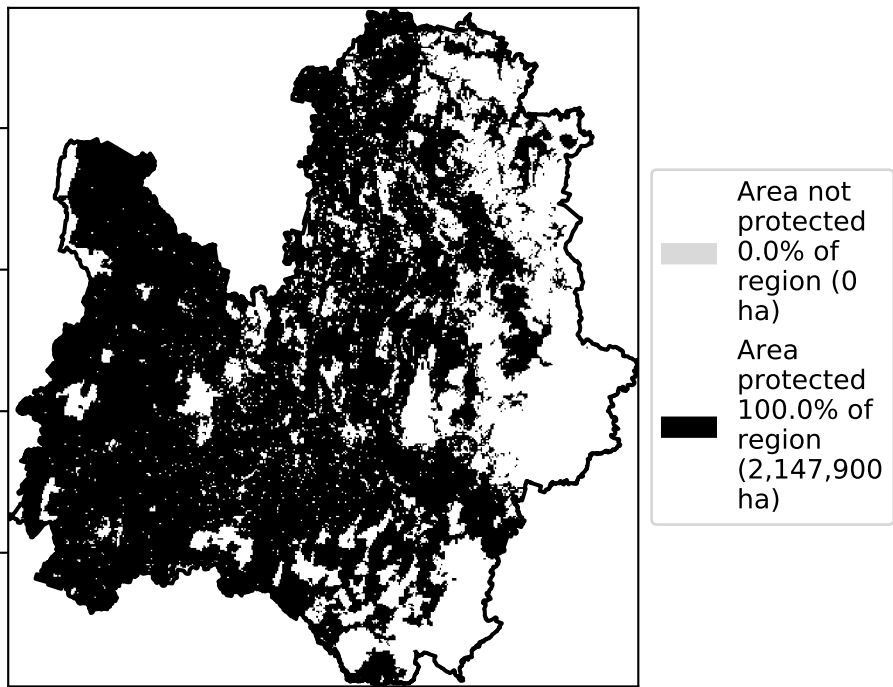 Area not
protected
0.0% of
region (0
ha)
Area
protected
100.0% of
region
(2,147,900
ha)